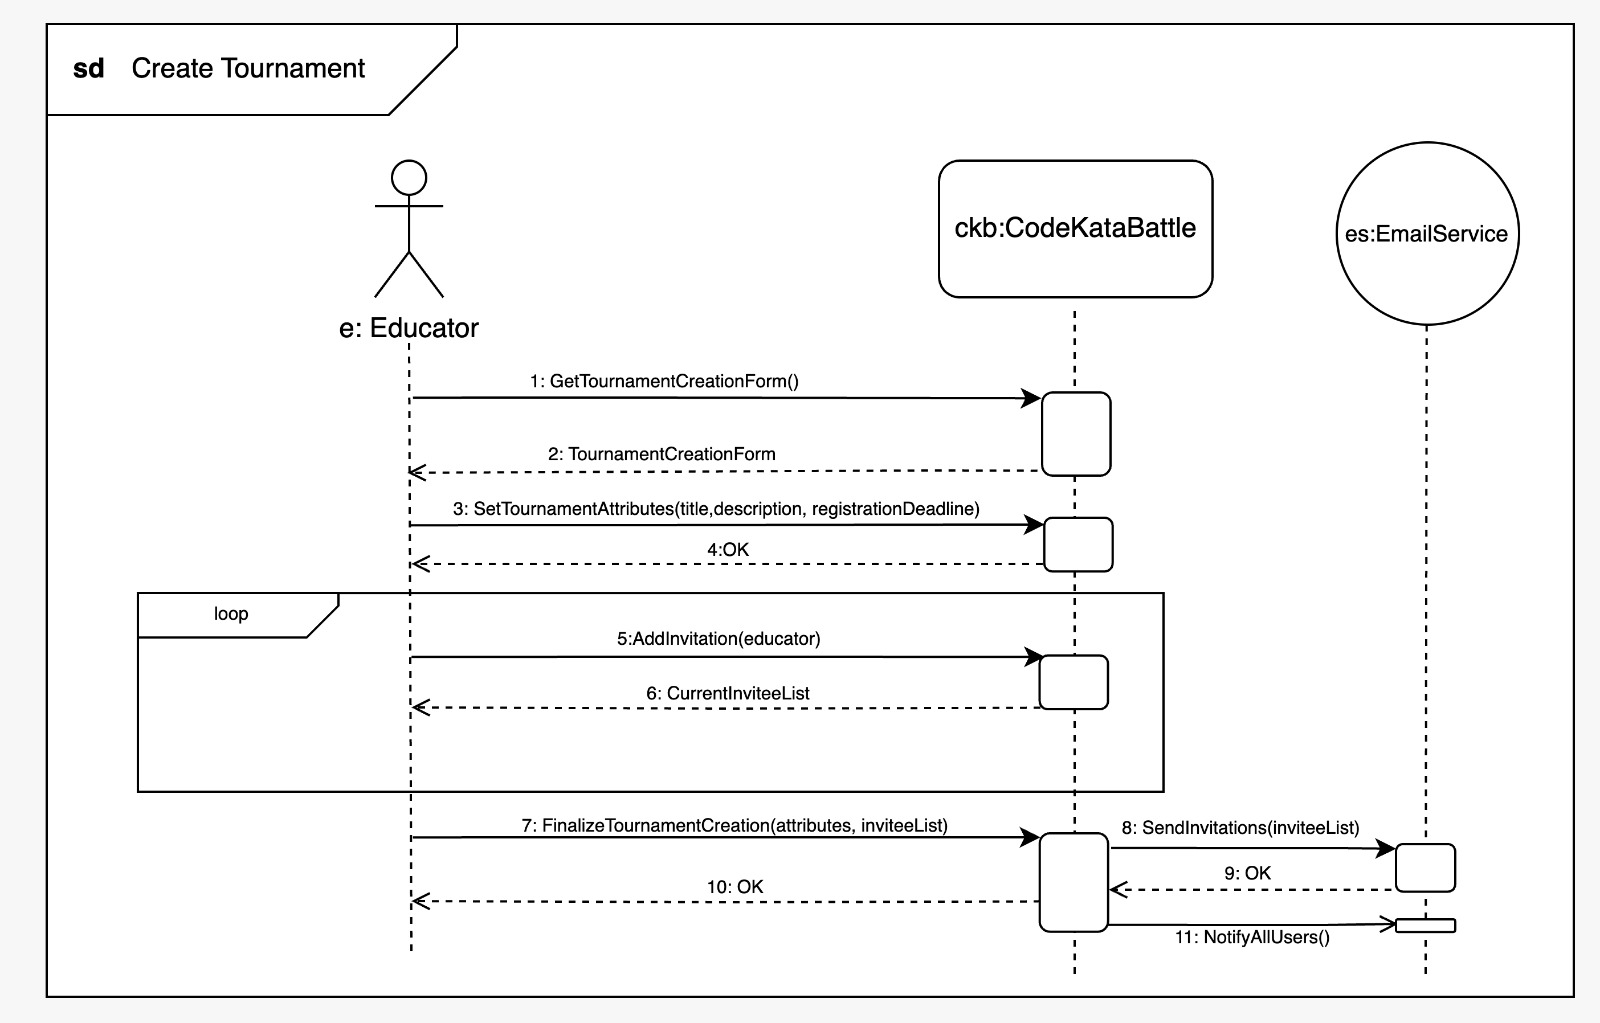 sd Create Tournament
ckb:CodeKataBattle
es:EmailService
e: Educator
1: GetTournamentCreationForm()
2: TournamentCreationForm
3: SetTournamentAttributes(title,description, registrationDeadline)
4:OK
loop
5:AddInvitation(educator)
6: CurrentInviteeList
7: FinalizeTournamentCreation(attributes, inviteeList)
8: SendInvitations(inviteeList)
9: OK
10: OK
11: NotifyAllUsers()